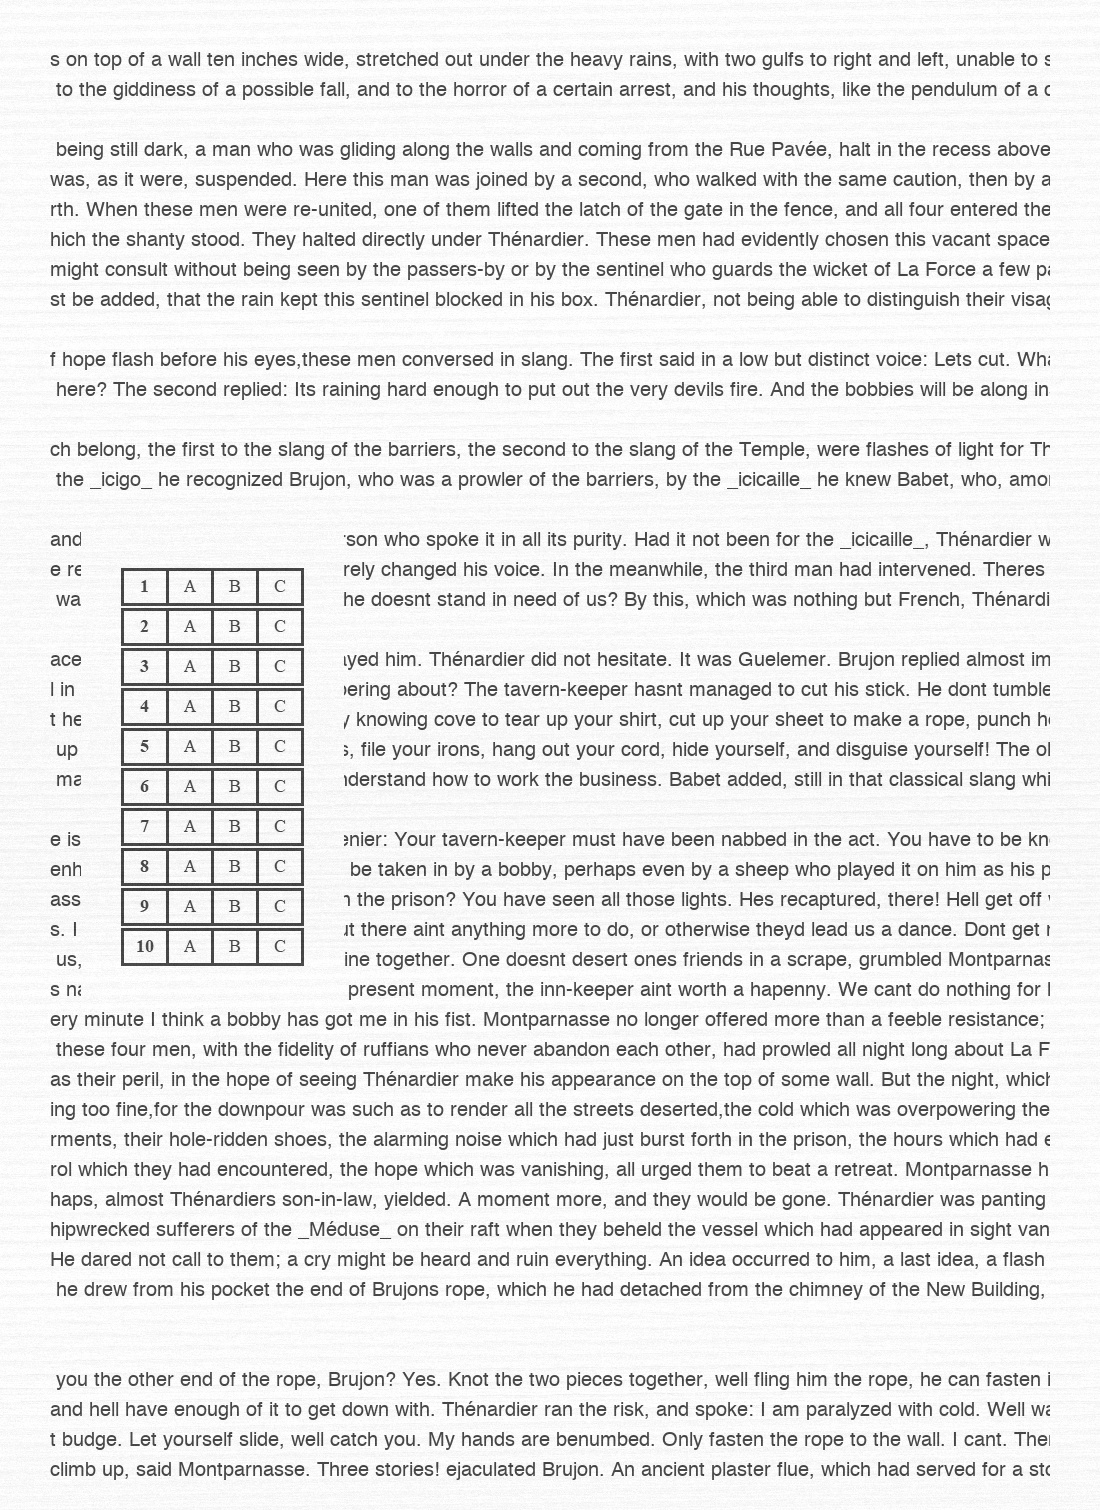 s on top of a wall ten inches wide, stretched out under the heavy rains, with two gulfs to right and left, unable to s
to the giddiness of a possible fall, and to the horror of a certain arrest, and his thoughts, like the pendulum of a c
being still dark, a man who was gliding along the walls and coming from the Rue Pavée, halt in the recess above
was, as it were, suspended. Here this man was joined by a second, who walked with the same caution, then by a
rth. When these men were re-united, one of them lifted the latch of the gate in the fence, and all four entered the
hich the shanty stood. They halted directly under Thénardier. These men had evidently chosen this vacant space
might consult without being seen by the passers-by or by the sentinel who guards the wicket of La Force a few pa
st be added, that the rain kept this sentinel blocked in his box. Thénardier, not being able to distinguish their visag
f hope flash before his eyes,these men conversed in slang. The first said in a low but distinct voice: Lets cut. Wha
here? The second replied: Its raining hard enough to put out the very devils fire. And the bobbies will be along in
ch belong, the first to the slang of the barriers, the second to the slang of the Temple, were flashes of light for Th
the _icigo_ he recognized Brujon, who was a prowler of the barriers, by the _icicaille_ he knew Babet, who, amon
and rson who spoke it in all its purity. Had it not been for the _icicaille_, Thénardier w
e re rely changed his voice. In the meanwhile, the third man had intervened. Theres
wa he doesnt stand in need of us? By this, which was nothing but French, Thénardi
ace ayed him. Thénardier did not hesitate. It was Guelemer. Brujon replied almost im
l in bering about? The tavern-keeper hasnt managed to cut his stick. He dont tumble
t he y knowing cove to tear up your shirt, cut up your sheet to make a rope, punch ho
up s, file your irons, hang out your cord, hide yourself, and disguise yourself! The ol
ma nderstand how to work the business. Babet added, still in that classical slang whi
e is enier: Your tavern-keeper must have been nabbed in the act. You have to be kn
enh be taken in by a bobby, perhaps even by a sheep who played it on him as his p
ass n the prison? You have seen all those lights. Hes recaptured, there! Hell get off
s. I ut there aint anything more to do, or otherwise theyd lead us a dance. Dont get
us, ine together. One doesnt desert ones friends in a scrape, grumbled Montparnas
s na present moment, the inn-keeper aint worth a hapenny. We cant do nothing for
ery minute I think a bobby has got me in his fist. Montparnasse no longer offered more than a feeble resistance;
these four men, with the fidelity of ruffians who never abandon each other, had prowled all night long about La F
as their peril, in the hope of seeing Thénardier make his appearance on the top of some wall. But the night, which
ing too fine,for the downpour was such as to render all the streets deserted,the cold which was overpowering the
rments, their hole-ridden shoes, the alarming noise which had just burst forth in the prison, the hours which had e
rol which they had encountered, the hope which was vanishing, all urged them to beat a retreat. Montparnasse h
haps, almost Thénardiers son-in-law, yielded. A moment more, and they would be gone. Thénardier was panting
hipwrecked sufferers of the _Méduse_ on their raft when they beheld the vessel which had appeared in sight van
He dared not call to them; a cry might be heard and ruin everything. An idea occurred to him, a last idea, a flash
he drew from his pocket the end of Brujons rope, which he had detached from the chimney of the New Building,
you the other end of the rope, Brujon? Yes. Knot the two pieces together, well fling him the rope, he can fasten i
and hell have enough of it to get down with. Thénardier ran the risk, and spoke: I am paralyzed with cold. Well wa
t budge. Let yourself slide, well catch you. My hands are benumbed. Only fasten the rope to the wall. I cant. Then
climb up, said Montparnasse. Three stories! ejaculated Brujon. An ancient plaster flue, which had served for a sto
1 A B C
2 A B C
3 A B C
4 A B C
5 A B C
6 A B C
7 A B C
8 A B C
9 A B C
10 A B C